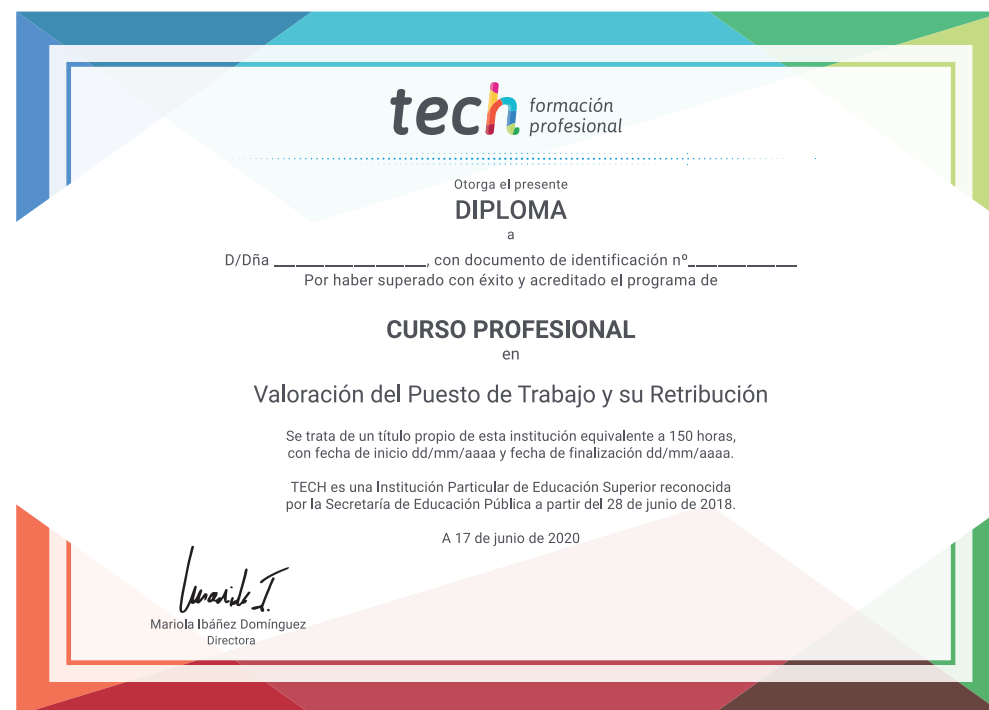 tech formación
profesional
Otorga el presente
DIPLOMA
a
D/Dña ____________________, con documento de identificación nº______________
Por haber superado con éxito y acreditado el programa de
CURSO PROFESIONAL
en
Valoración del Puesto de Trabajo y su Retribución
Se trata de un título propio de esta institución equivalente a 150 horas,
con fecha de inicio dd/mm/aaaa y fecha de finalización dd/mm/aaaa.
TECH es una Institución Particular de Educación Superior reconocida
por la Secretaría de Educación Pública a partir del 28 de junio de 2018.
A 17 de junio de 2020
Mariola I.
Mariola Ibáñez Domínguez
Directora